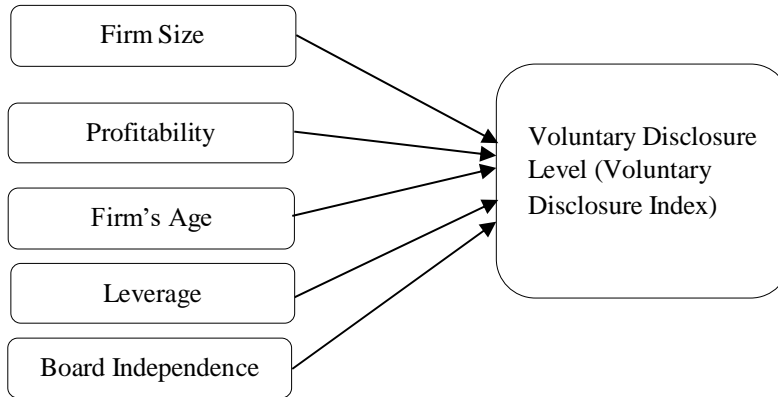 Firm Size
Profitability
Firm’s Age
Leverage
Board Independence
Voluntary Disclosure
Level (Voluntary
Disclosure Index)